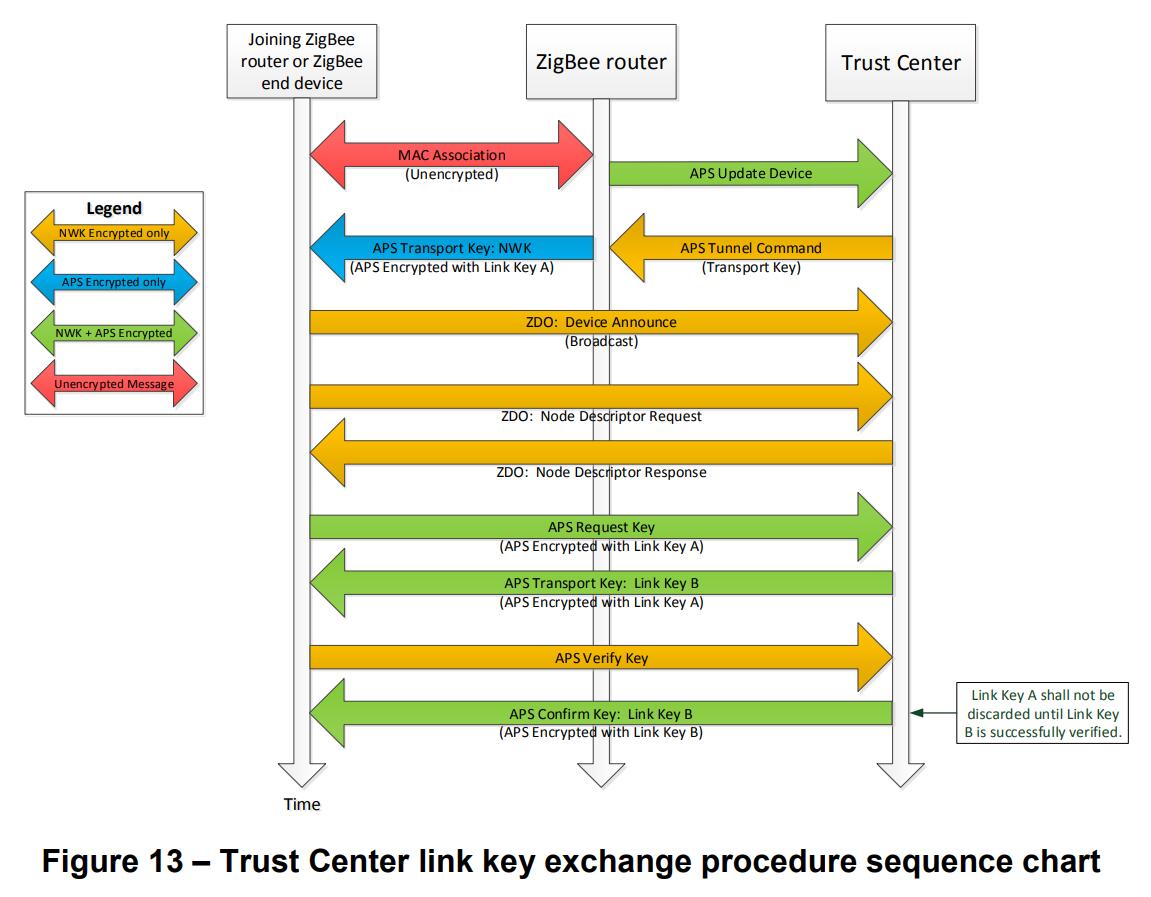 Joining ZigBee
router or ZigBee
end device
ZigBee router
Trust Center
MAC Association
(Unencrypted)
APS Update Device
Legend
NWK Encrypted only
APS Encrypted only
NWK + APS Encrypted
Unencrypted Message
APS Transport Key: NWK
(APS Encrypted with Link Key A)
APS Tunnel Command
(Transport Key)
ZDO: Device Announce
(Broadcast)
ZDO: Node Descriptor Request
ZDO: Node Descriptor Response
APS Request Key
(APS Encrypted with Link Key A)
APS Transport Key: Link Key B
(APS Encrypted with Link Key A)
APS Verify Key
APS Confirm Key: Link Key B
(APS Encrypted with Link Key B)
Link Key A shall not be
discarded until Link Key
B is successfully verified.
Time
Figure 13 – Trust Center link key exchange procedure sequence chart